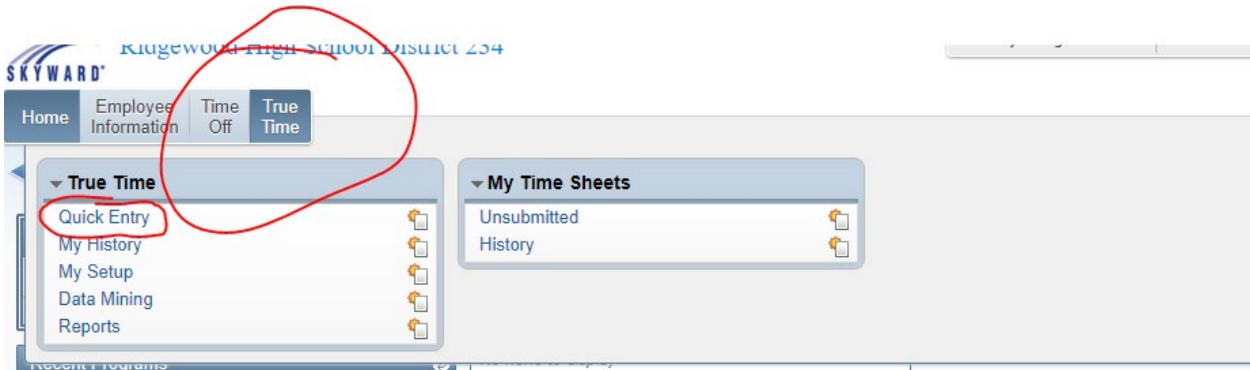 Ridgewood High School District 234
SKYWARD
Home
Employee Information
Time Off
True Time
True Time
Quick Entry
My History
My Setup
Data Mining
Reports
My Time Sheets
Unsubmitted
History
Recent Programs